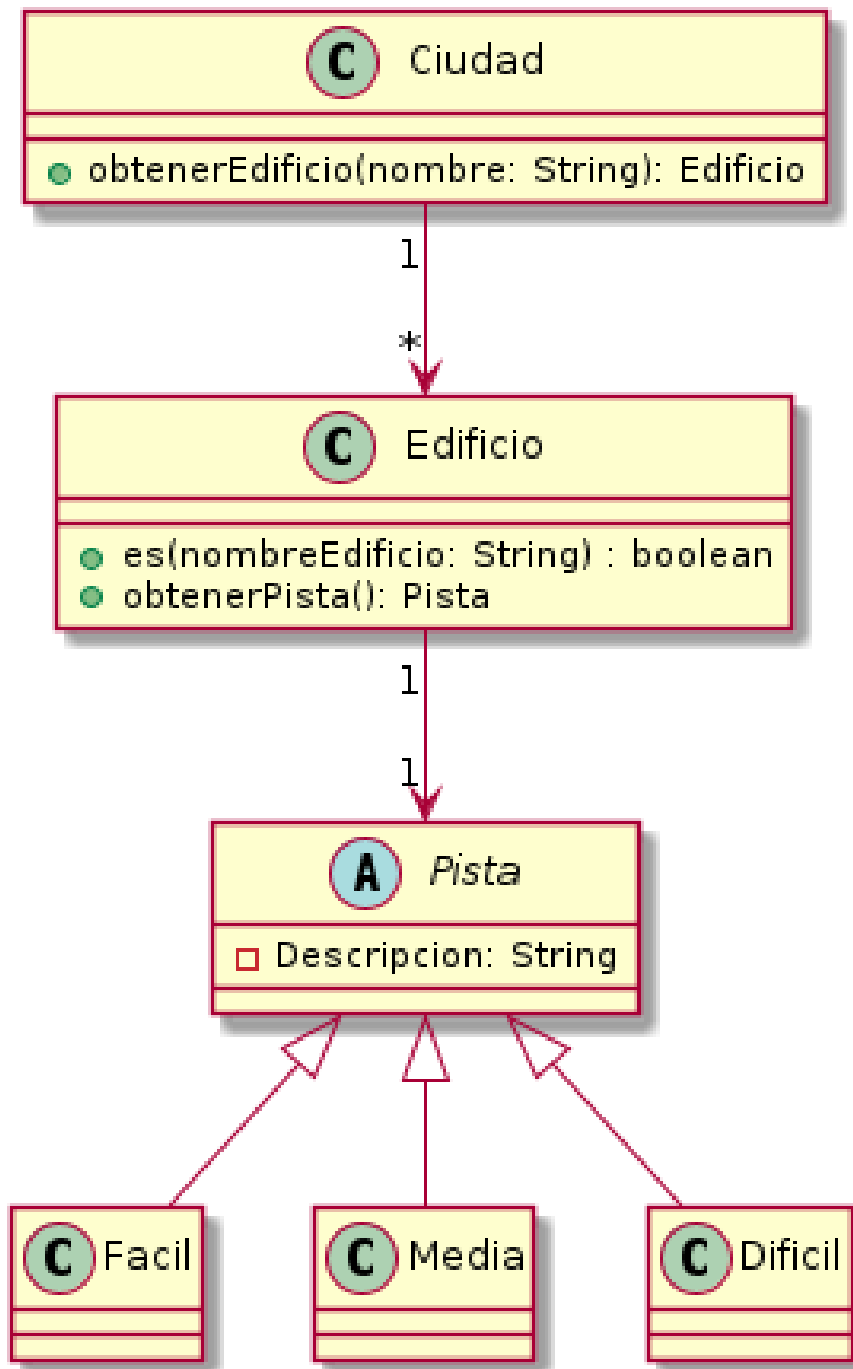 C Ciudad
obtenerEdificio(nombre: String): Edificio
1
*
C Edificio
es(nombreEdificio: String) : boolean
obtenerPista(): Pista
1
1
A Pista
Descripcion: String
C Facil
C Media
C Dificil